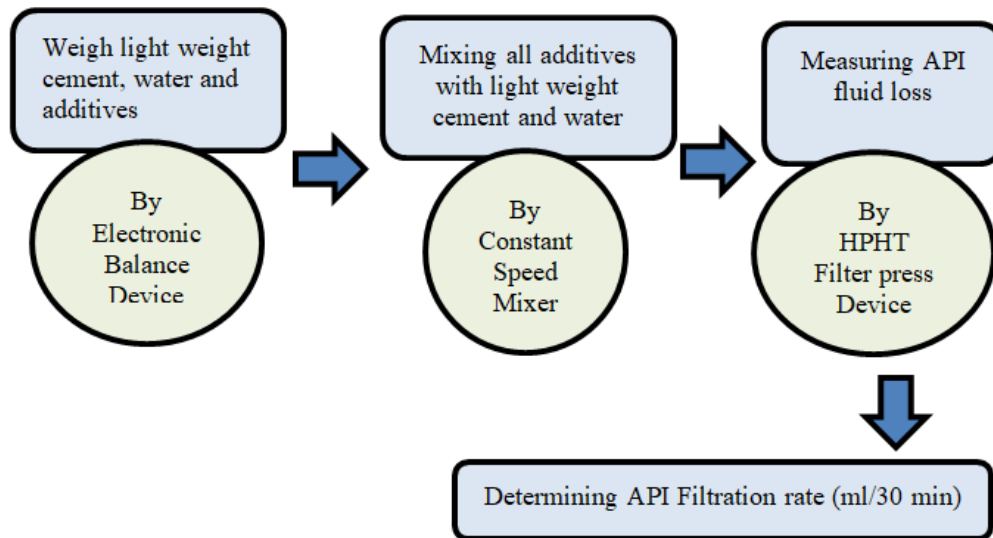 Weigh light weight
cement, water and
additives
By
Electronic
Balance
Device
Mixing all additives
with light weight
cement and water
By
Constant
Speed
Mixer
Measuring API
fluid loss
By
HPHT
Filter press
Device
Determining API Filtration rate (ml/30 min)